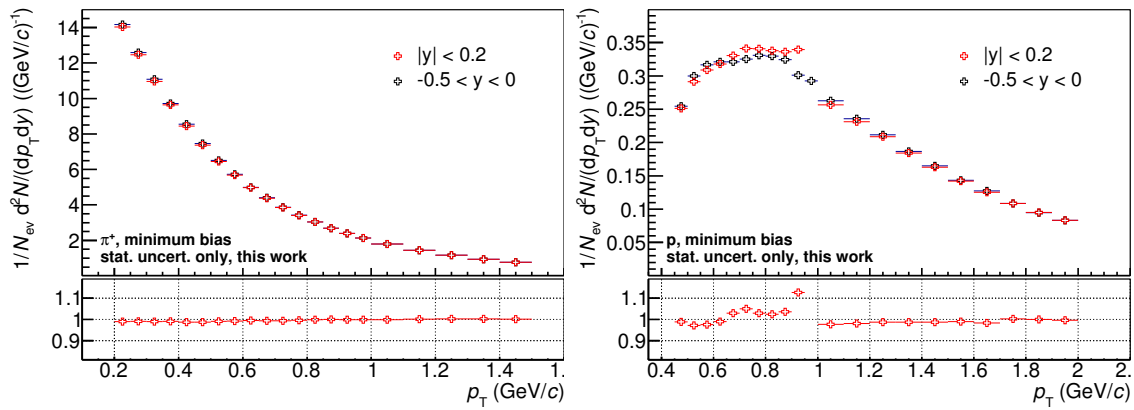 1/N_ev d²N/(dp_T dy) ((GeV/c)⁻¹)
14
12
10
8
6
4
2
|y| < 0.2
-0.5 < y < 0
π⁺, minimum bias
stat. uncert. only, this work
1.1
1
0.9
0.2 0.4 0.6 0.8 1 1.2 1.4
p_T (GeV/c)
1/N_ev d²N/(dp_T dy) ((GeV/c)⁻¹)
0.35
0.3
0.25
0.2
0.15
0.1
0.05
|y| < 0.2
-0.5 < y < 0
p, minimum bias
stat. uncert. only, this work
1.1
1
0.9
0.4 0.6 0.8 1 1.2 1.4 1.6 1.8 2 2.
p_T (GeV/c)